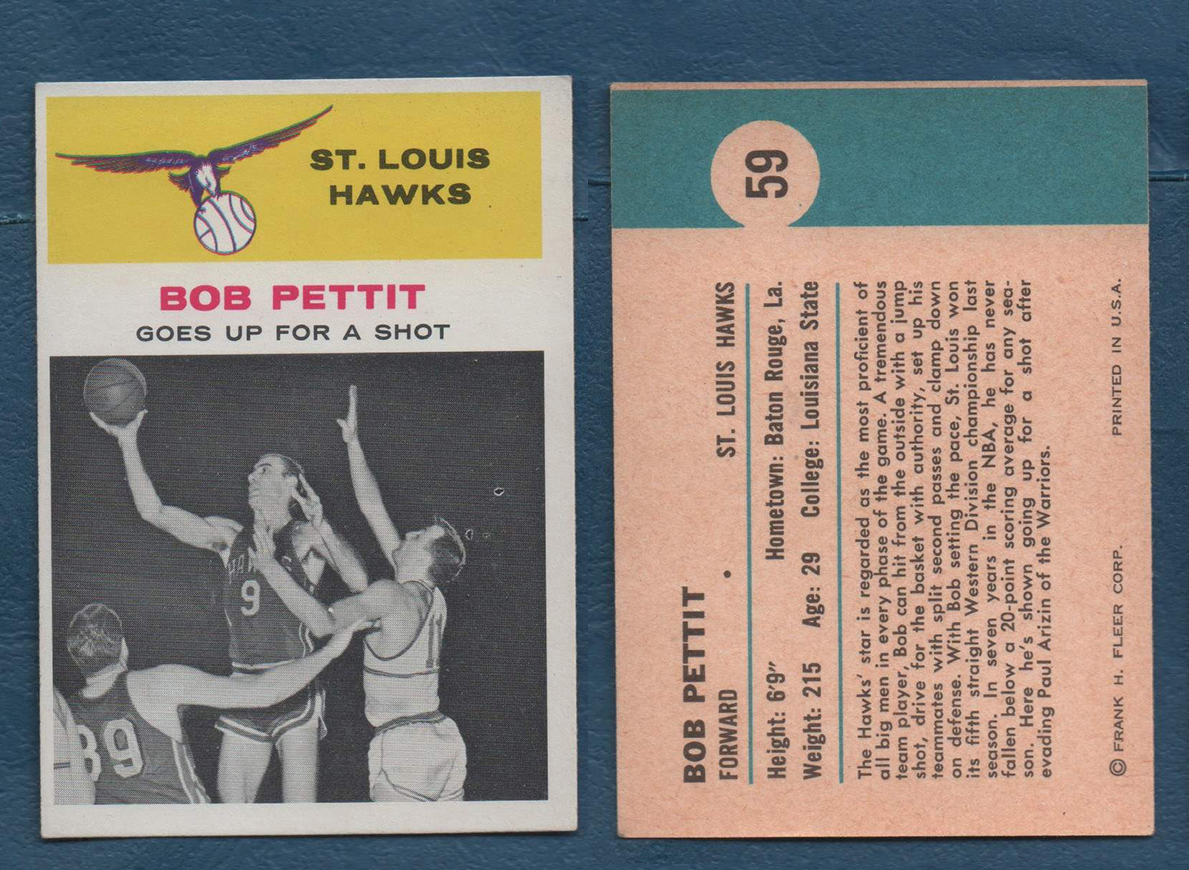 ST. LOUIS
HAWKS
BOB PETTIT
GOES UP FOR A SHOT
HAWKS
9
11
39
59
BOB PETTIT
FORWARD • ST. LOUIS HAWKS
Height: 6'9" Hometown: Baton Rouge, La.
Weight: 215 Age: 29 College: Louisiana State
The Hawks' star is regarded as the most proficient of
all big men in every phase of the game. A tremendous
team player, Bob can hit from the outside with a jump
shot, drive for the basket with authority, set up his
teammates with split second passes and clamp down
on defense. With Bob setting the pace, St. Louis won
its fifth straight Western Division championship last
season. In seven years in the NBA, he has never
fallen below a 20-point scoring average for any sea-
son. Here he's shown going up for a shot after
evading Paul Arizin of the Warriors.
© FRANK H. FLEER CORP. PRINTED IN U.S.A.